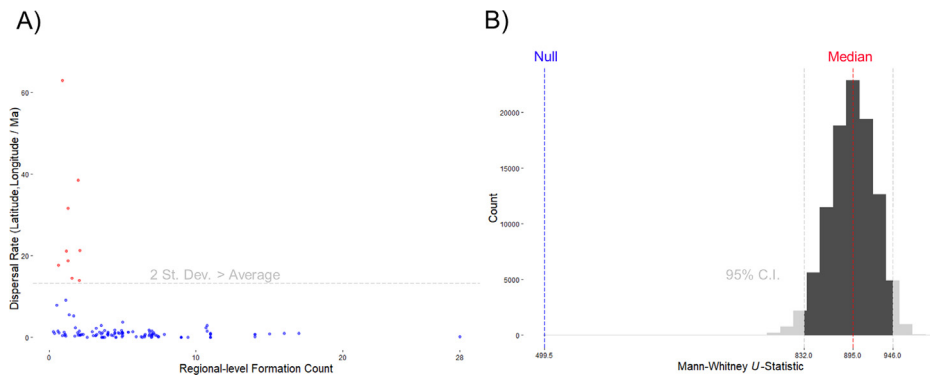 A)
B)
Null
Median
60
40
20
0
Dispersal Rate (Latitude,Longitude / Ma)
2 St. Dev. > Average
0
10
20
28
Regional-level Formation Count
20000
15000
10000
5000
0
Count
95% C.I.
499.5
832.0
895.0
946.0
Mann-Whitney U-Statistic